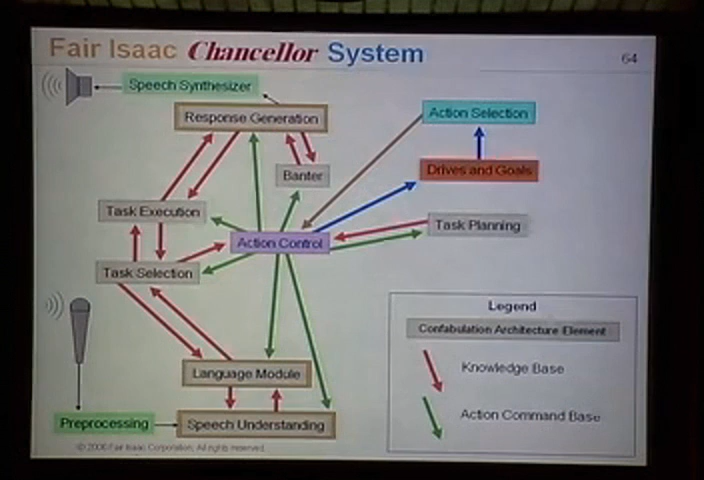 Fair Isaac Chancellor System
64
Speech Synthesizer
Response Generation
Action Selection
Banter
Drives and Goals
Task Execution
Task Planning
Action Control
Task Selection
Legend
Confabulation Architecture Element
Knowledge Base
Language Module
Action Command Base
Preprocessing
Speech Understanding
Fair Isaac Corporation. All rights reserved.